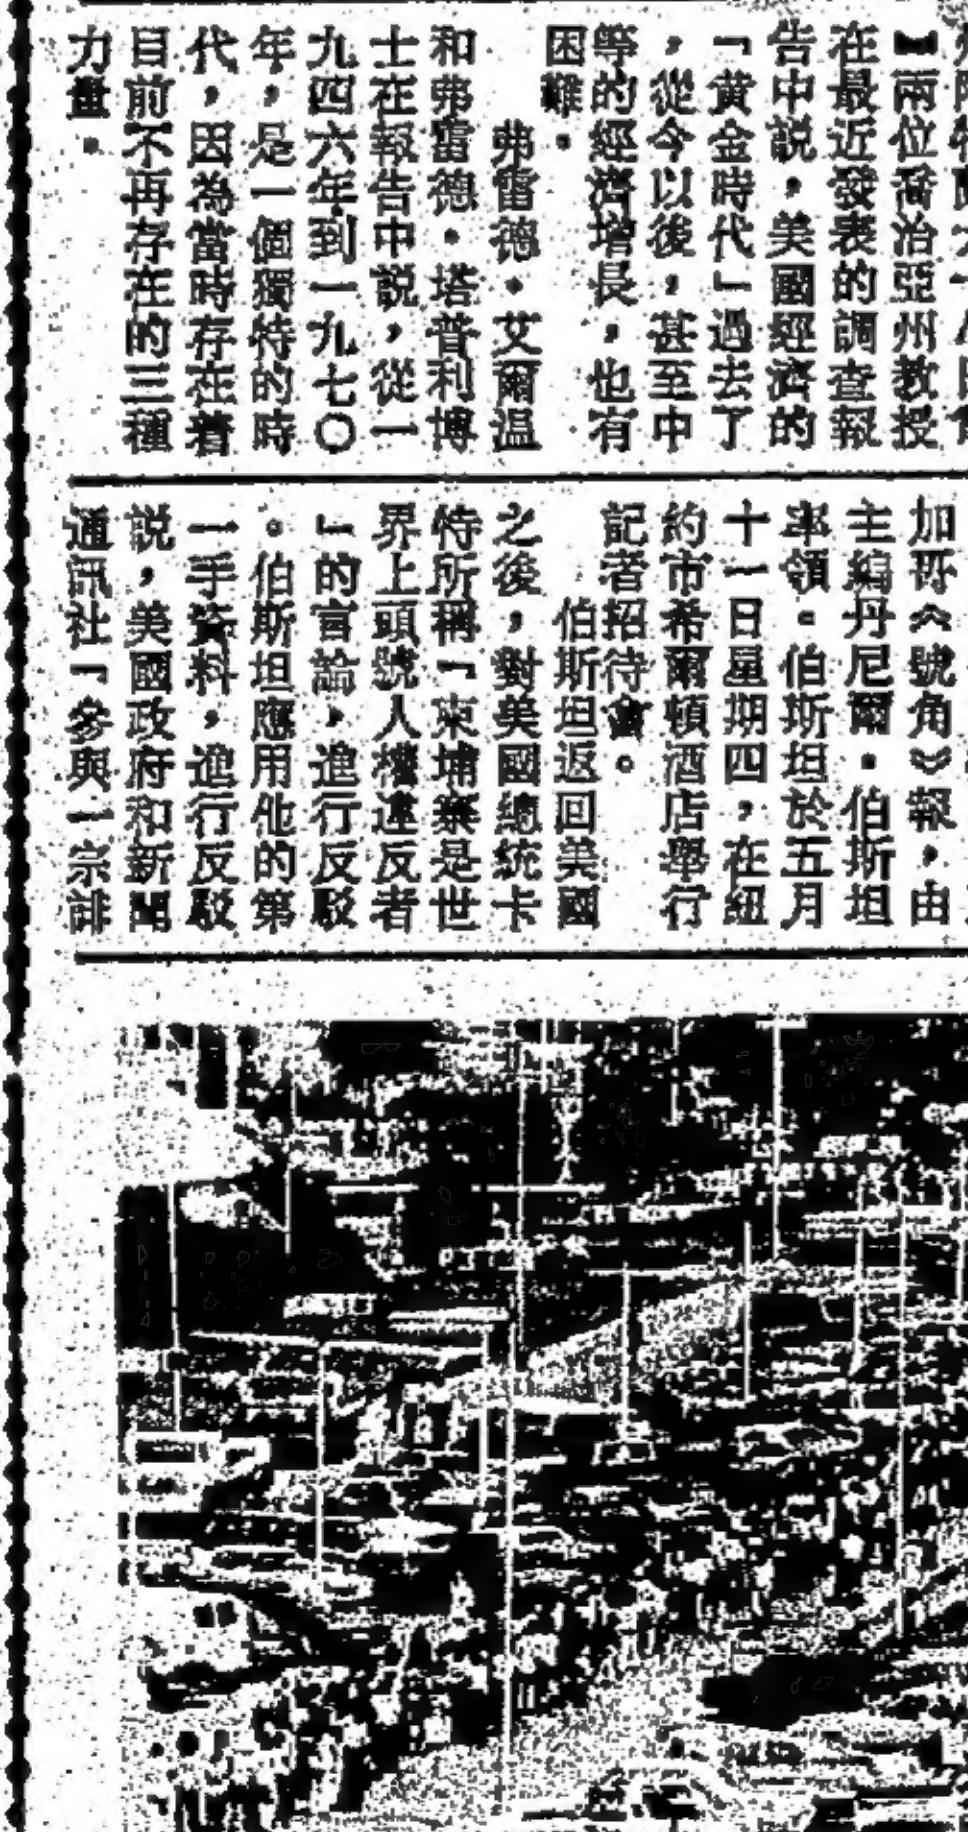 】兩位喬治亞州教授
在最近發表的調查報
告中説，美國經濟的
「黃金時代」過去了
，從今以後，甚至中
等的經濟增長，也有
困難。
弗雷德・艾爾温
和弗雷德・塔普利博
士在報告中説，從一
九四六年到一九七〇
年，是一個獨特的時
代，因為當時存在着
目前不再存在的三種
力量。
加哥《號角》報，由
主編丹尼爾・伯斯坦
率領。伯斯坦於五月
十一日星期四，在紐
約市希爾頓酒店舉行
記者招待會。
伯斯坦返回美國
之後，對美國總統卡
特所稱「柬埔寨是世
界上頭號人權違反者
」的言論，進行反駁
。伯斯坦應用他的第
一手資料，進行反駁
説，美國政府和新聞
通訊社「參與一宗誹